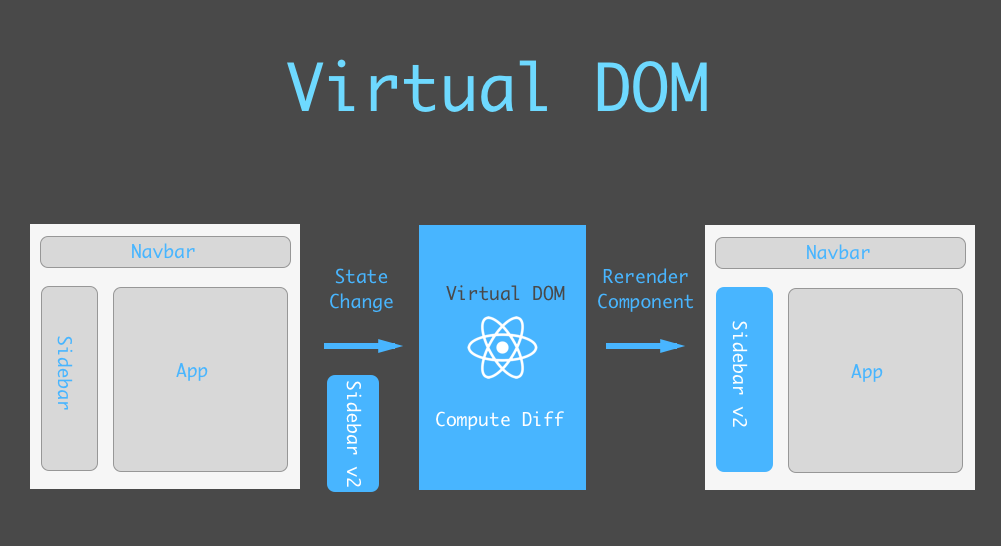 Virtual DOM
Navbar
Sidebar
App
State
Change
Sidebar v2
Virtual DOM
Compute Diff
Rerender
Component
Navbar
Sidebar v2
App